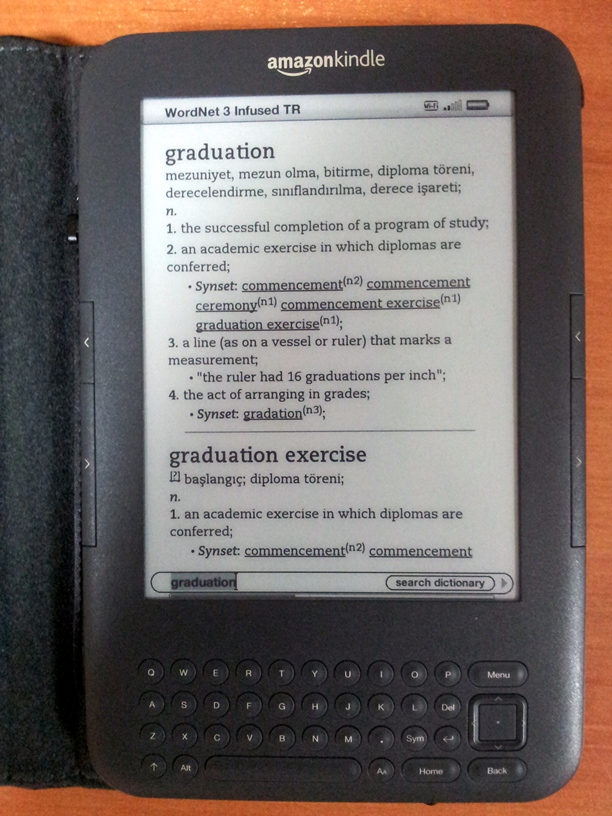 amazonkindle
WordNet 3 Infused TR
Wi-Fi
graduation
mezuniyet, mezun olma, bitirme, diploma töreni,
derecelendirme, sınıflandırılma, derece işareti;
n.
1. the successful completion of a program of study;
2. an academic exercise in which diplomas are
conferred;
• Synset: commencement(n2) commencement
ceremony(n1) commencement exercise(n1)
graduation exercise(n1);
3. a line (as on a vessel or ruler) that marks a
measurement;
• "the ruler had 16 graduations per inch";
4. the act of arranging in grades;
• Synset: gradation(n3);
graduation exercise
[?] başlangıç; diploma töreni;
n.
1. an academic exercise in which diplomas are
conferred;
• Synset: commencement(n2) commencement
graduation search dictionary
Q W E R T Y U I O P Menu
A S D F G H J K L Del
Z X C V B N M . Sym
Alt Aa Home Back